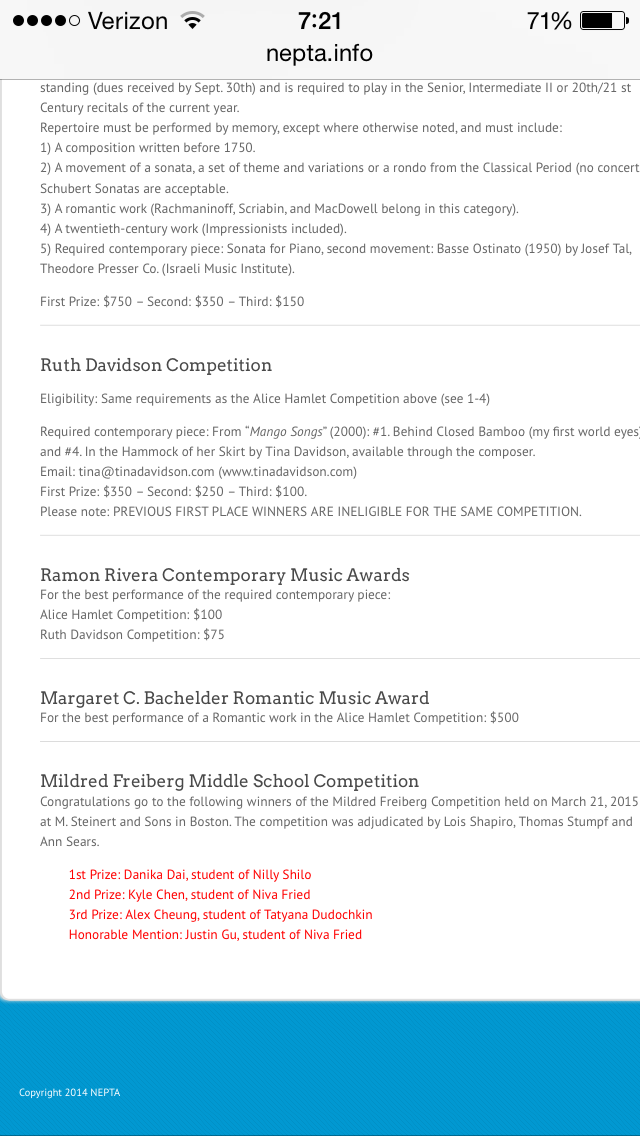 Verizon 7:21 71%
nepta.info
standing (dues received by Sept. 30th) and is required to play in the Senior, Intermediate II or 20th/21 st
Century recitals of the current year.
Repertoire must be performed by memory, except where otherwise noted, and must include:
1) A composition written before 1750.
2) A movement of a sonata, a set of theme and variations or a rondo from the Classical Period (no concert
Schubert Sonatas are acceptable.
3) A romantic work (Rachmaninoff, Scriabin, and MacDowell belong in this category).
4) A twentieth-century work (Impressionists included).
5) Required contemporary piece: Sonata for Piano, second movement: Basse Ostinato (1950) by Josef Tal,
Theodore Presser Co. (Israeli Music Institute).
First Prize: $750 – Second: $350 – Third: $150
Ruth Davidson Competition
Eligibility: Same requirements as the Alice Hamlet Competition above (see 1-4)
Required contemporary piece: From “Mango Songs” (2000): #1. Behind Closed Bamboo (my first world eyes)
and #4. In the Hammock of her Skirt by Tina Davidson, available through the composer.
Email: tina@tinadavidson.com (www.tinadavidson.com)
First Prize: $350 – Second: $250 – Third: $100.
Please note: PREVIOUS FIRST PLACE WINNERS ARE INELIGIBLE FOR THE SAME COMPETITION.
Ramon Rivera Contemporary Music Awards
For the best performance of the required contemporary piece:
Alice Hamlet Competition: $100
Ruth Davidson Competition: $75
Margaret C. Bachelder Romantic Music Award
For the best performance of a Romantic work in the Alice Hamlet Competition: $500
Mildred Freiberg Middle School Competition
Congratulations go to the following winners of the Mildred Freiberg Competition held on March 21, 2015
at M. Steinert and Sons in Boston. The competition was adjudicated by Lois Shapiro, Thomas Stumpf and
Ann Sears.
1st Prize: Danika Dai, student of Nilly Shilo
2nd Prize: Kyle Chen, student of Niva Fried
3rd Prize: Alex Cheung, student of Tatyana Dudochkin
Honorable Mention: Justin Gu, student of Niva Fried
Copyright 2014 NEPTA